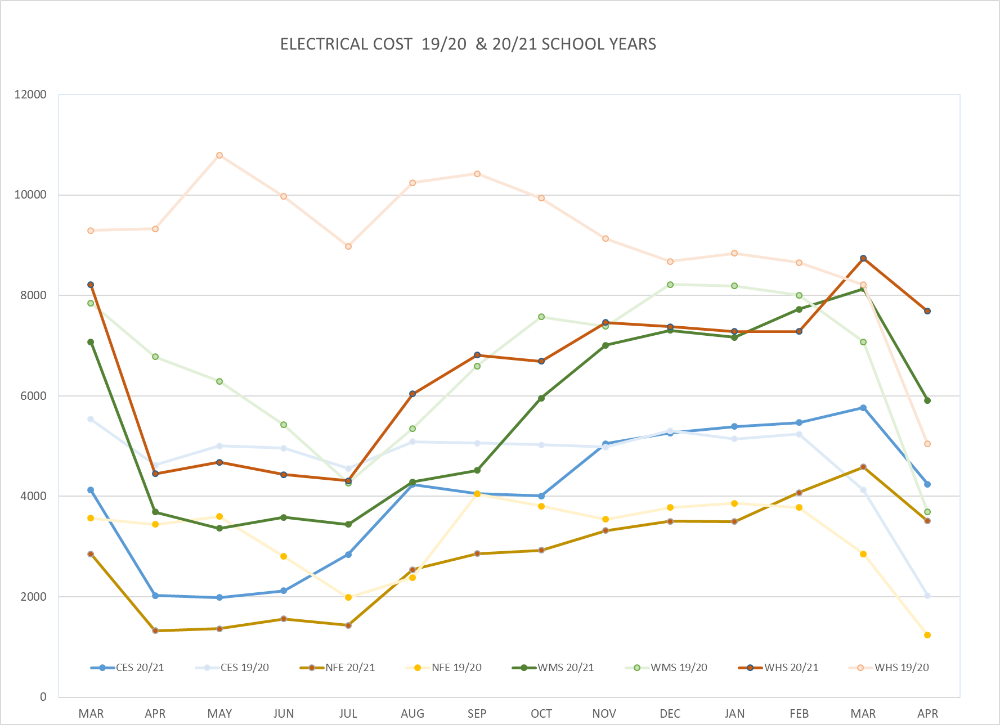 ELECTRICAL COST  19/20  & 20/21 SCHOOL YEARS
12000
10000
8000
6000
4000
2000
0
CES 20/21 CES 19/20 NFE 20/21 NFE 19/20 WMS 20/21 WMS 19/20 WHS 20/21 WHS 19/20
MAR APR MAY JUN JUL AUG SEP OCT NOV DEC JAN FEB MAR APR